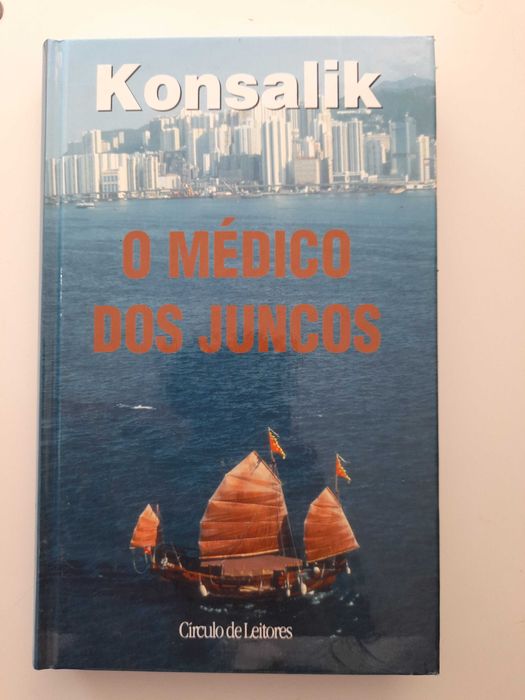 Konsalik
O MÉDICO
DOS JUNCOS
Círculo de Leitores